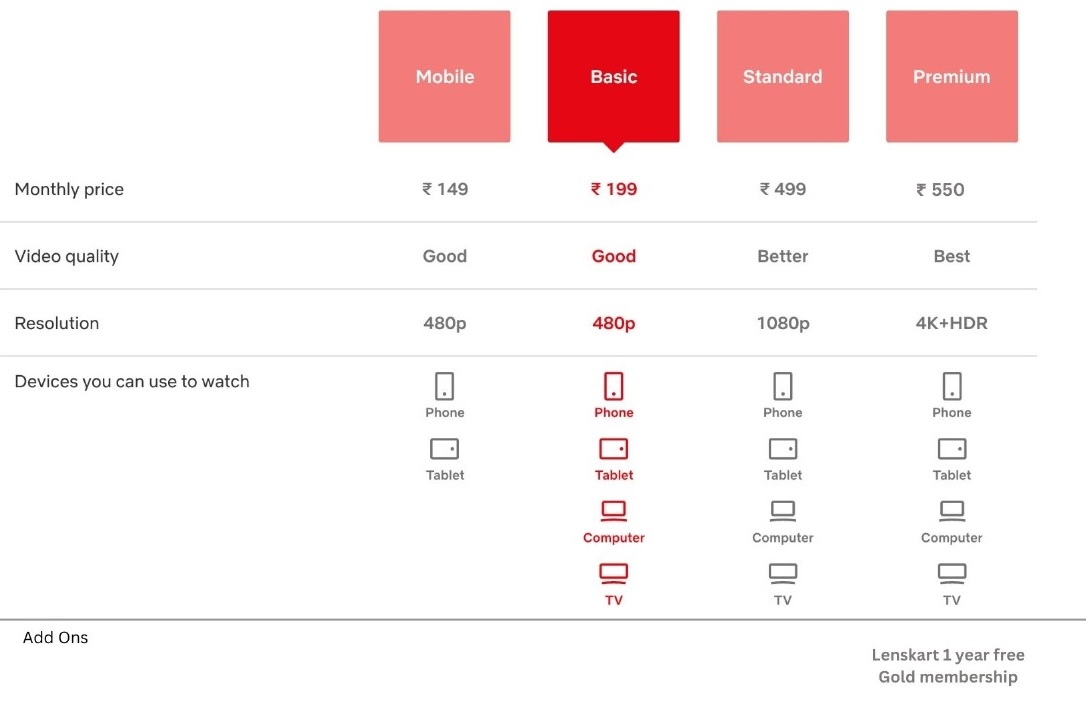 Mobile Basic Standard Premium
Monthly price ₹ 149 ₹ 199 ₹ 499 ₹ 550
Video quality Good Good Better Best
Resolution 480p 480p 1080p 4K+HDR
Devices you can use to watch
Phone Phone Phone Phone
Tablet Tablet Tablet Tablet
Computer Computer Computer
TV TV TV
Add Ons
Lenskart 1 year free
Gold membership